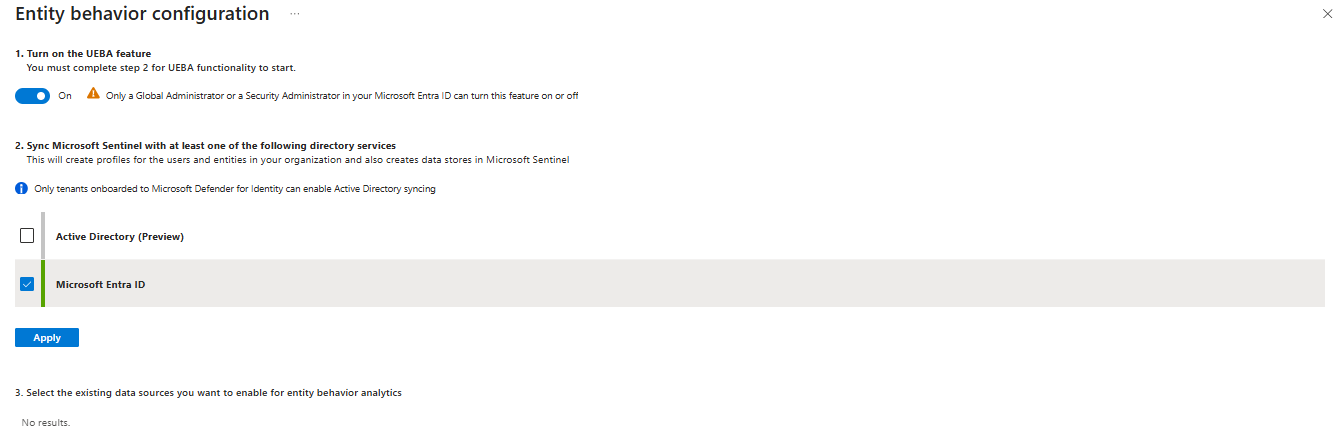 Entity behavior configuration ...
1. Turn on the UEBA feature
You must complete step 2 for UEBA functionality to start.
On Only a Global Administrator or a Security Administrator in your Microsoft Entra ID can turn this feature on or off
2. Sync Microsoft Sentinel with at least one of the following directory services
This will create profiles for the users and entities in your organization and also creates data stores in Microsoft Sentinel
Only tenants onboarded to Microsoft Defender for Identity can enable Active Directory syncing
Active Directory (Preview)
Microsoft Entra ID
Apply
3. Select the existing data sources you want to enable for entity behavior analytics
No results.